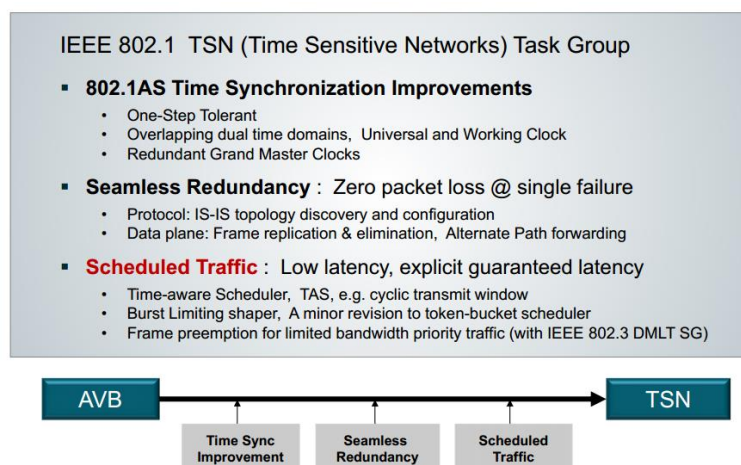 IEEE 802.1 TSN (Time Sensitive Networks) Task Group
▪ 802.1AS Time Synchronization Improvements
• One-Step Tolerant
• Overlapping dual time domains, Universal and Working Clock
• Redundant Grand Master Clocks
▪ Seamless Redundancy : Zero packet loss @ single failure
• Protocol: IS-IS topology discovery and configuration
• Data plane: Frame replication & elimination, Alternate Path forwarding
▪ Scheduled Traffic : Low latency, explicit guaranteed latency
• Time-aware Scheduler, TAS, e.g. cyclic transmit window
• Burst Limiting shaper, A minor revision to token-bucket scheduler
• Frame preemption for limited bandwidth priority traffic (with IEEE 802.3 DMLT SG)
AVB
TSN
Time Sync
Improvement
Seamless
Redundancy
Scheduled
Traffic